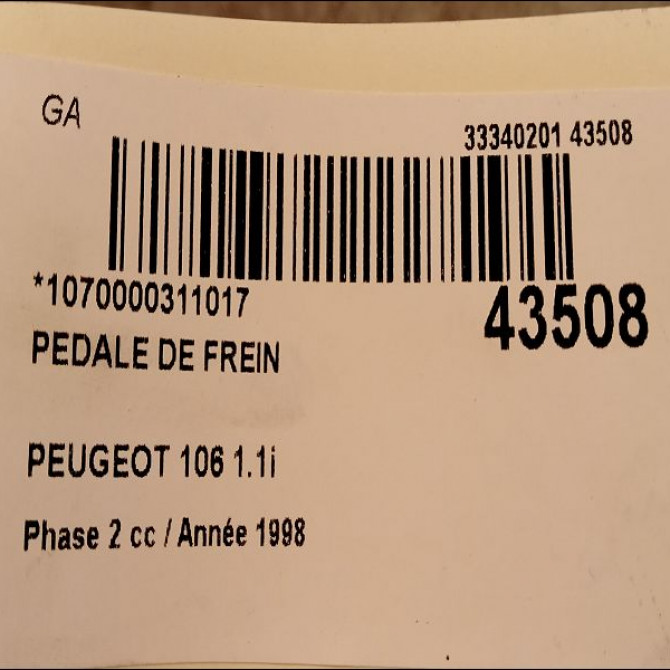 GA
33340201 43508
*1070000311017
43508
PEDALE DE FREIN
PEUGEOT 106 1.1i
Phase 2 cc / Année 1998